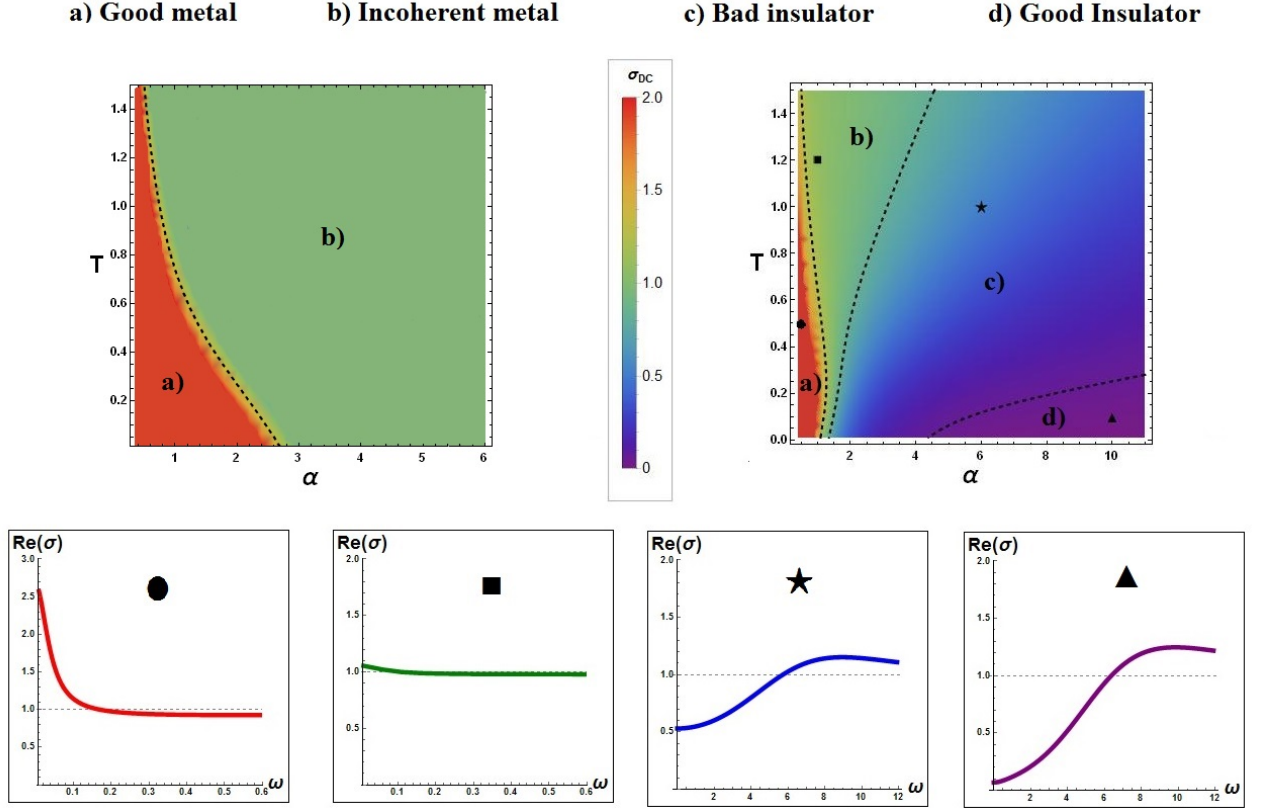 a) Good metal b) Incoherent metal c) Bad insulator d) Good Insulator
σDC
2.0
1.5
1.0
0.5
0
1.4
1.2
1.0
0.8
0.6
0.4
0.2
T
a)
b)
1 2 3 4 5 6
α
1.4
1.2
1.0
0.8
0.6
0.4
0.2
0.0
T
a)
b)
c)
d)
2 4 6 8 10
α
Re(σ)
3.0
2.5
2.0
1.5
1.0
0.5
0.1 0.2 0.3 0.4 0.5 0.6
ω
Re(σ)
2.0
1.5
1.0
0.5
0.1 0.2 0.3 0.4 0.5 0.6
ω
Re(σ)
2.0
1.5
1.0
0.5
2 4 6 8 10 12
ω
Re(σ)
2.0
1.5
1.0
0.5
0.0
2 4 6 8 10 12
ω